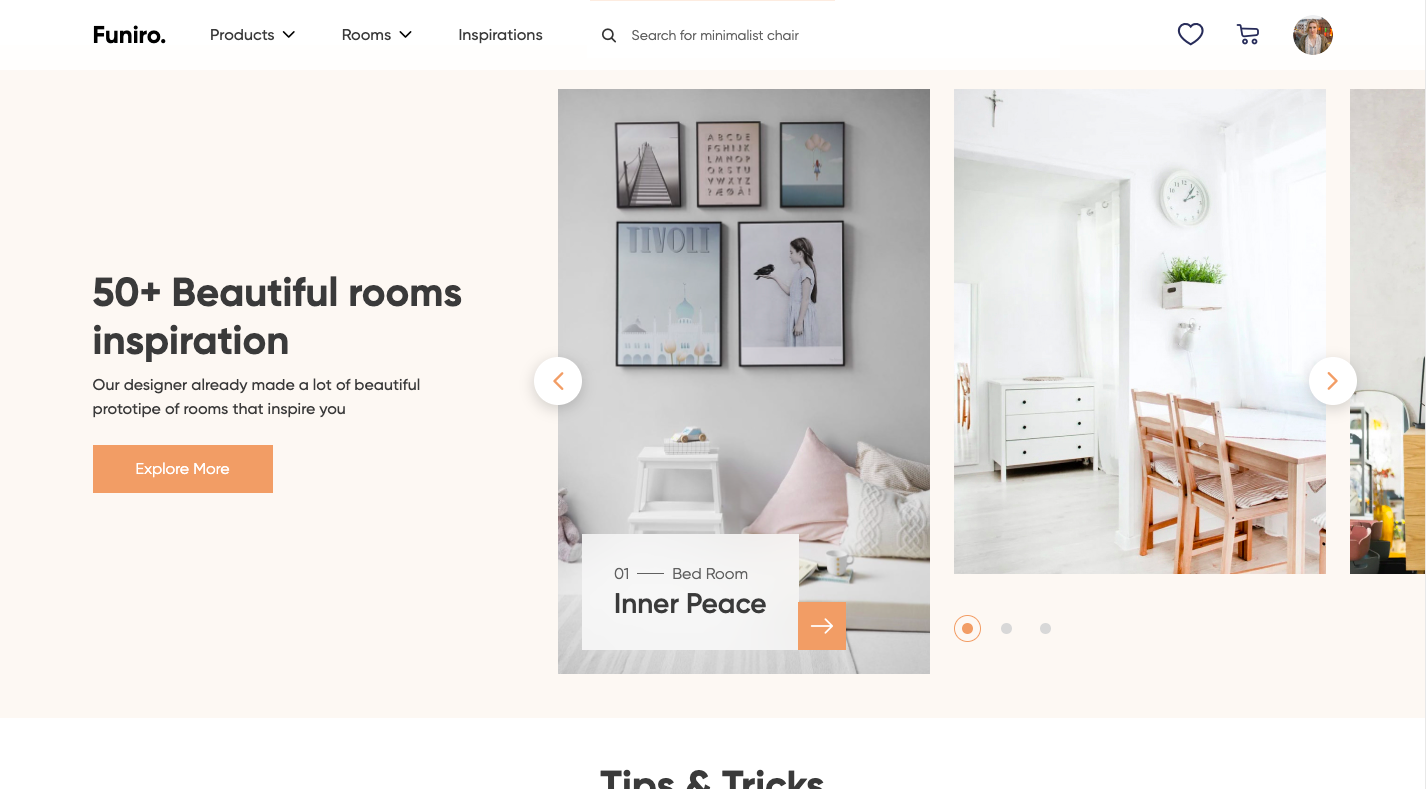 Funiro.
Products
Rooms
Inspirations
Search for minimalist chair
50+ Beautiful rooms
inspiration
Our designer already made a lot of beautiful
prototipe of rooms that inspire you
Explore More
A B C D E
F G H I J K
L M N O P
Q R S T U
V W X Y Z
TIVOLI
01 — Bed Room
Inner Peace
Tips & Tricks